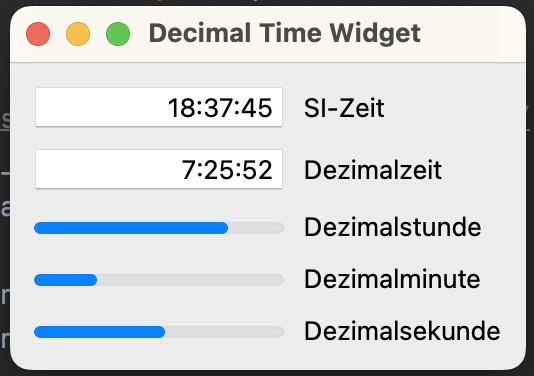 Decimal Time Widget
18:37:45 SI-Zeit
7:25:52 Dezimalzeit
Dezimalstunde
Dezimalminute
Dezimalsekunde